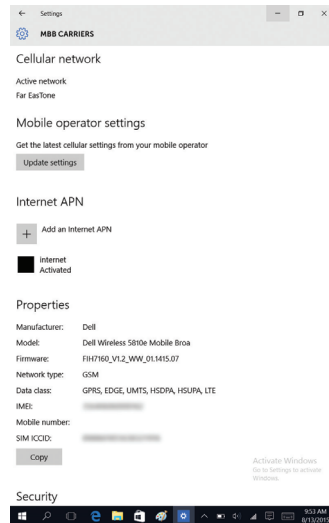 Settings
MBB CARRIERS
Cellular network
Active network
Far EasTone
Mobile operator settings
Get the latest cellular settings from your mobile operator
Update settings
Internet APN
Add an Internet APN
internet
Activated
Properties
Manufacturer: Dell
Model: Dell Wireless 5810e Mobile Broa
Firmware: FIH7160_V1.2_WW_01.1415.07
Network type: GSM
Data class: GPRS, EDGE, UMTS, HSDPA, HSUPA, LTE
IMEI:
Mobile number:
SIM ICCID:
Copy
Activate Windows
Go to Settings to activate
Windows.
Security
9:53 AM
8/13/2015